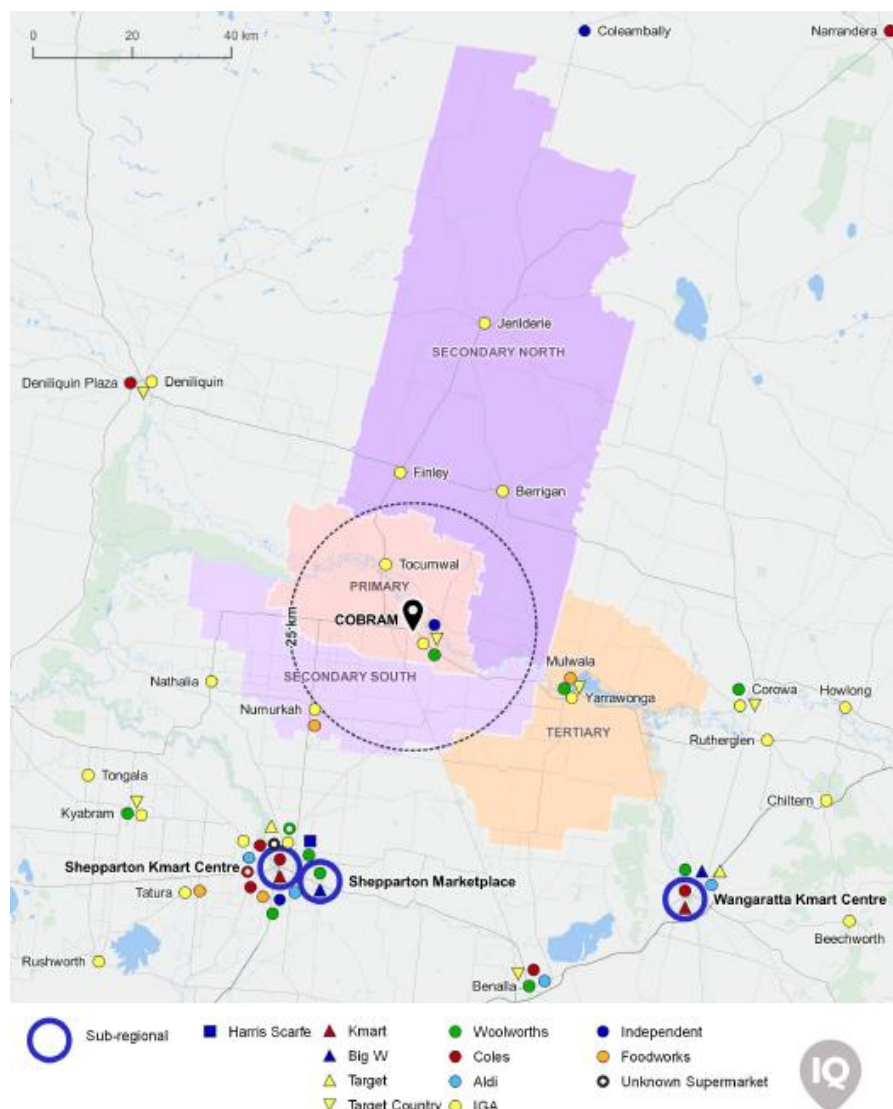 0 20 40 km
Coleambally
Narrandera
Jerilderie
SECONDARY NORTH
Deniliquin Plaza
Deniliquin
Finley
Berrigan
Tocumwal
PRIMARY
COBRAM
25 km
Mulwala
Nathalia
SECONDARY SOUTH
Yarrawonga
Corowa
Howlong
Numurkah
TERTIARY
Rutherglen
Tongala
Chiltern
Kyabram
Shepparton Kmart Centre
Shepparton Marketplace
Tatura
Wangaratta Kmart Centre
Beechworth
Rushworth
Benalla
Sub-regional
Harris Scarfe
Kmart
Woolworths
Independent
Big W
Coles
Foodworks
Target
Aldi
Unknown Supermarket
Target Country
IGA
IQ